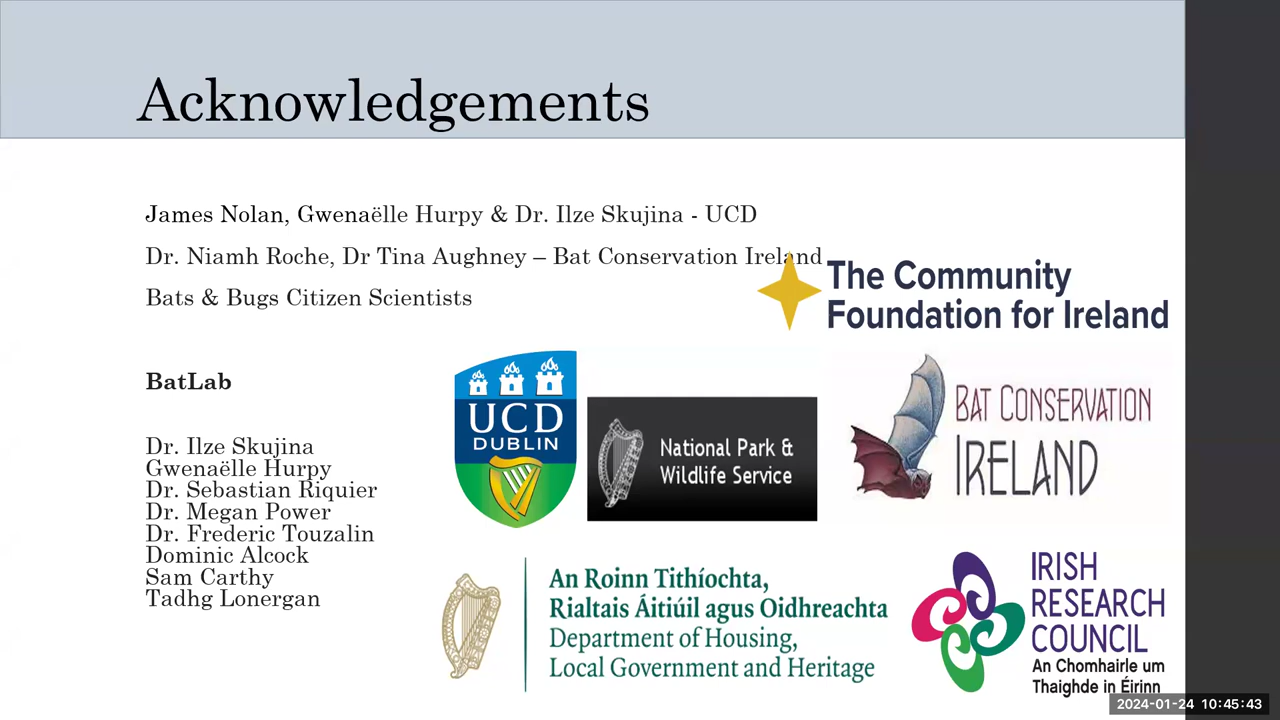 Acknowledgements
James Nolan, Gwenaëlle Hurpy & Dr. Ilze Skujina - UCD
Dr. Niamh Roche, Dr Tina Aughney – Bat Conservation Ireland
Bats & Bugs Citizen Scientists
The Community
Foundation for Ireland
BatLab
Dr. Ilze Skujina
Gwenaëlle Hurpy
Dr. Sebastian Riquier
Dr. Megan Power
Dr. Frederic Touzalin
Dominic Alcock
Sam Carthy
Tadhg Lonergan
UCD
DUBLIN
National Park &
Wildlife Service
BAT CONSERVATION
IRELAND
An Roinn Tithíochta,
Rialtais Áitiúil agus Oidhreachta
Department of Housing,
Local Government and Heritage
IRISH
RESEARCH
COUNCIL
An Chomhairle um
Thaighde in Éirinn
2024-01-24 10:45:43